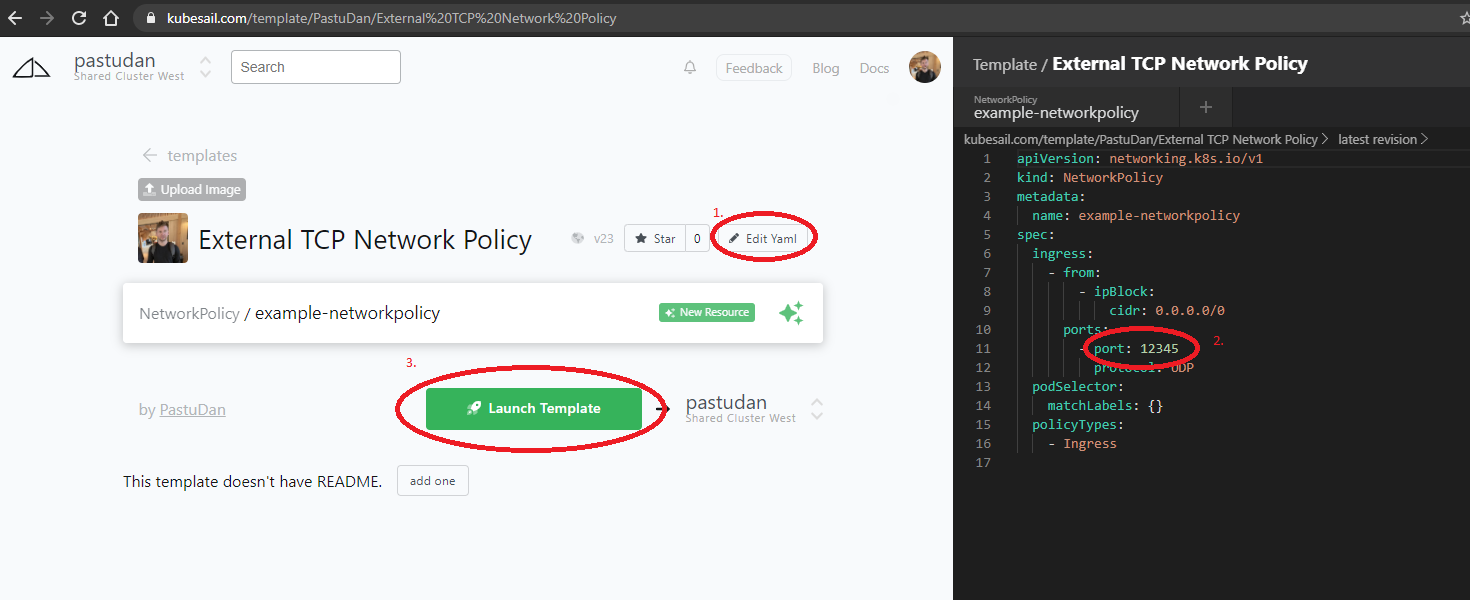 kubesail.com/template/PastuDan/External%20TCP%20Network%20Policy
pastudan
Shared Cluster West
Search
Feedback
Blog
Docs
templates
Upload Image
External TCP Network Policy
v23
Star
0
1.
Edit Yaml
NetworkPolicy / example-networkpolicy
New Resource
3.
by PastuDan
Launch Template
pastudan
Shared Cluster West
This template doesn't have README.
add one
Template / External TCP Network Policy
NetworkPolicy
example-networkpolicy
+
kubesail.com/template/PastuDan/External TCP Network Policy > latest revision >
1 apiVersion: networking.k8s.io/v1
2 kind: NetworkPolicy
3 metadata:
4 name: example-networkpolicy
5 spec:
6 ingress:
7 - from:
8 - ipBlock:
9 cidr: 0.0.0.0/0
10 ports:
11 - port: 12345
2.
12 protocol: UDP
13 podSelector:
14 matchLabels: {}
15 policyTypes:
16 - Ingress
17